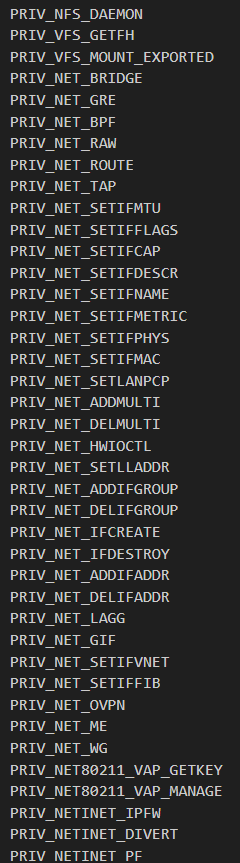 PRIV_NFS_DAEMON
PRIV_VFS_GETFH
PRIV_VFS_MOUNT_EXPORTED
PRIV_NET_BRIDGE
PRIV_NET_GRE
PRIV_NET_BPF
PRIV_NET_RAW
PRIV_NET_ROUTE
PRIV_NET_TAP
PRIV_NET_SETIFMTU
PRIV_NET_SETIFFLAGS
PRIV_NET_SETIFCAP
PRIV_NET_SETIFDESCR
PRIV_NET_SETIFNAME
PRIV_NET_SETIFMETRIC
PRIV_NET_SETIFPHYS
PRIV_NET_SETIFMAC
PRIV_NET_SETLANPCP
PRIV_NET_ADDMULTI
PRIV_NET_DELMULTI
PRIV_NET_HWIOCTL
PRIV_NET_SETLLADDR
PRIV_NET_ADDIFGROUP
PRIV_NET_DELIFGROUP
PRIV_NET_IFCREATE
PRIV_NET_IFDESTROY
PRIV_NET_ADDIFADDR
PRIV_NET_DELIFADDR
PRIV_NET_LAGG
PRIV_NET_GIF
PRIV_NET_SETIFVNET
PRIV_NET_SETIFFIB
PRIV_NET_OVPN
PRIV_NET_ME
PRIV_NET_WG
PRIV_NET80211_VAP_GETKEY
PRIV_NET80211_VAP_MANAGE
PRIV_NETINET_IPFW
PRIV_NETINET_DIVERT
PRIV_NETINET_PF